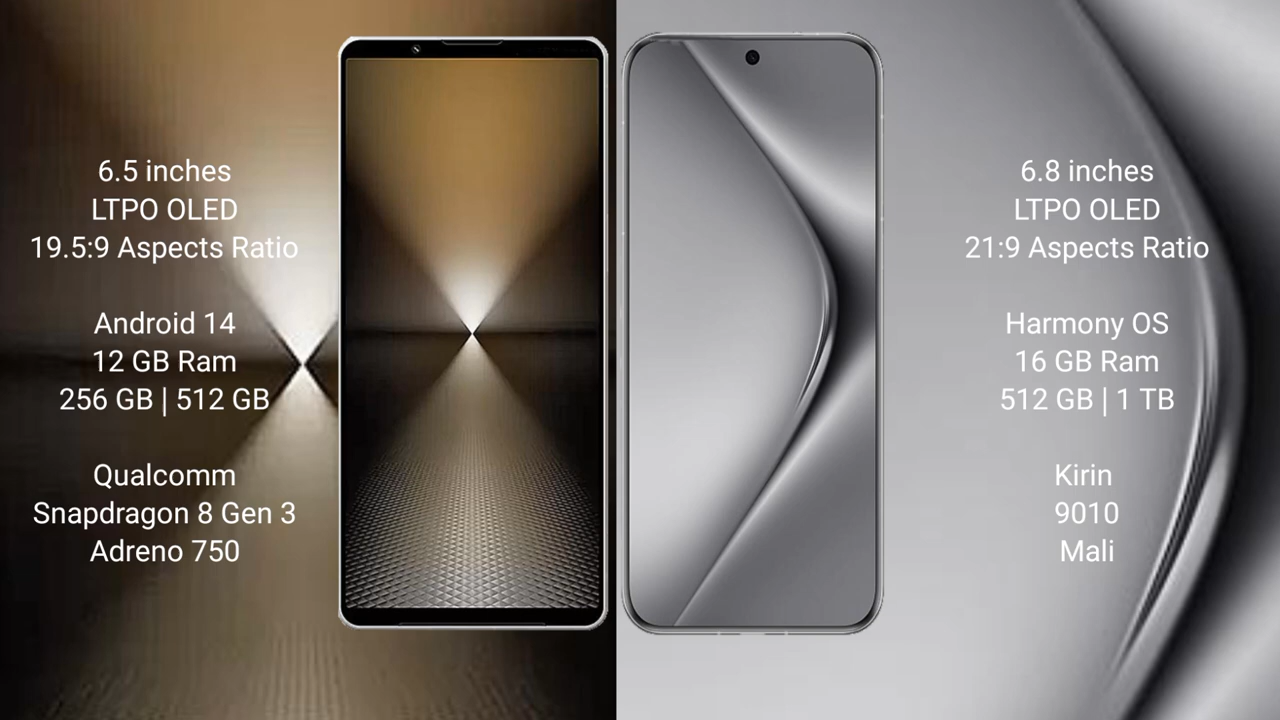 6.5 inches
LTPO OLED
19.5:9 Aspects Ratio
Android 14
12 GB Ram
256 GB | 512 GB
Qualcomm
Snapdragon 8 Gen 3
Adreno 750
6.8 inches
LTPO OLED
21:9 Aspects Ratio
Harmony OS
16 GB Ram
512 GB | 1 TB
Kirin
9010
Mali